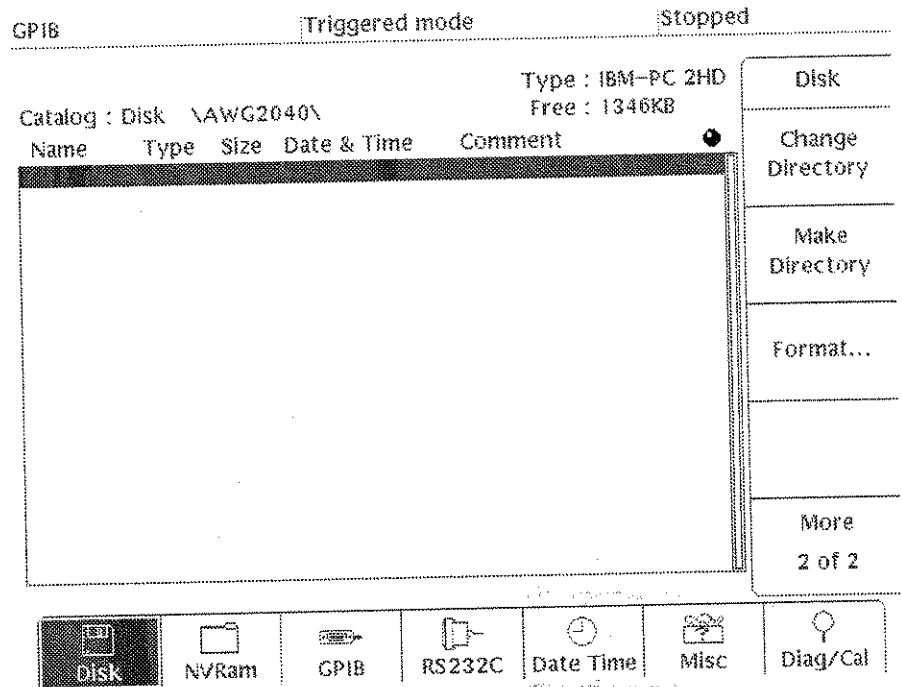 GPIB Triggered mode Stopped
Type : IBM-PC 2HD
Catalog : Disk \AWG2040\ Free : 1346KB
Name Type Size Date & Time Comment
Disk
Change
Directory
Make
Directory
Format...
More
2 of 2
Disk NVRam GPIB RS232C Date Time Misc Diag/Cal